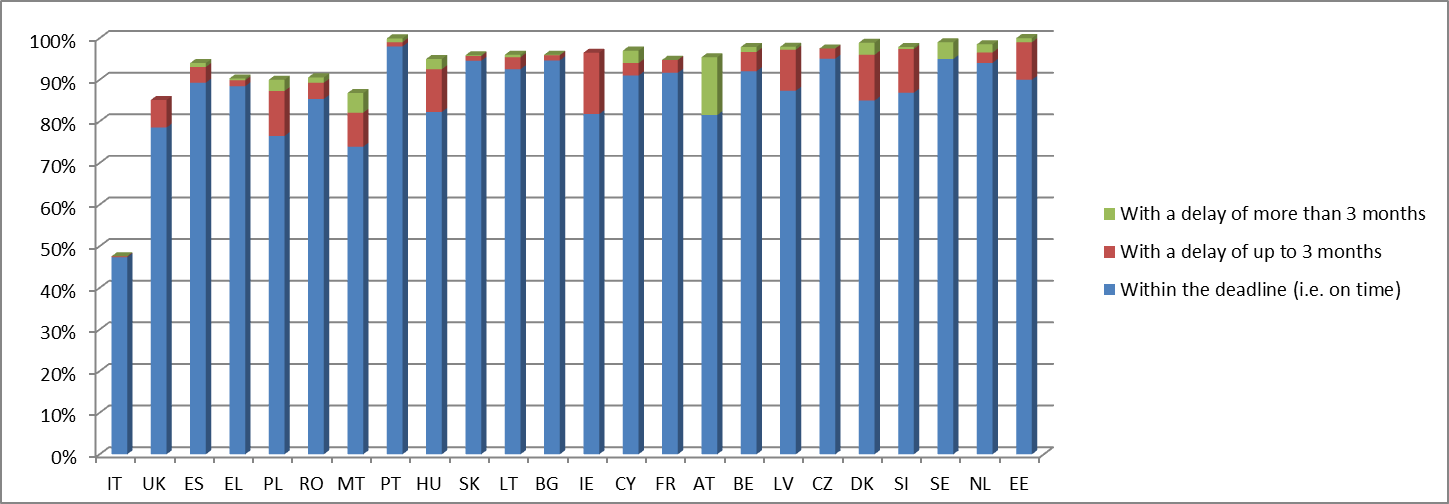 100%
90%
80%
70%
60%
50%
40%
30%
20%
10%
0%
IT UK ES EL PL RO MT PT HU SK LT BG IE CY FR AT BE LV CZ DK SI SE NL EE
With a delay of more than 3 months
With a delay of up to 3 months
Within the deadline (i.e. on time)